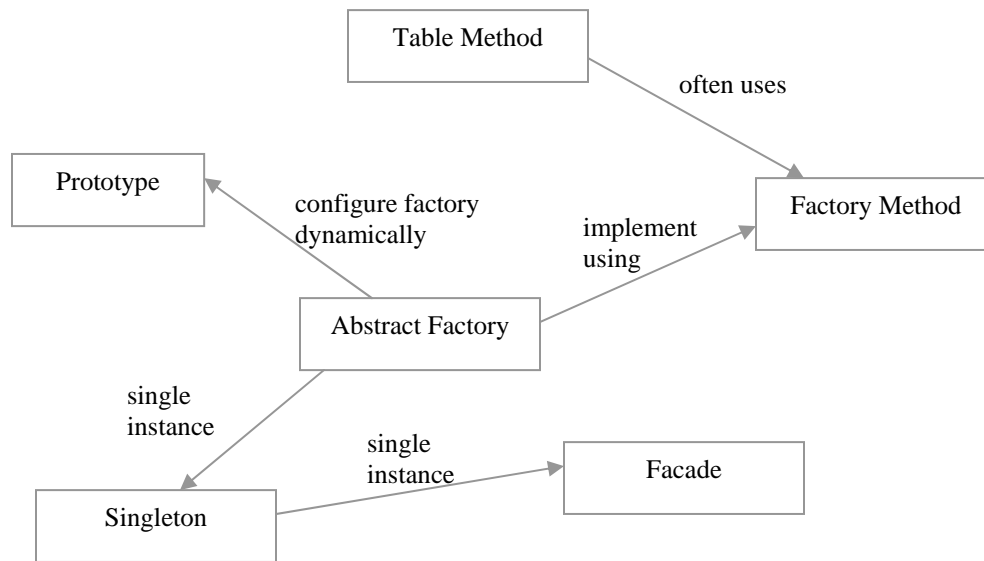 Table Method
often uses
Prototype
Factory Method
configure factory
dynamically
implement
using
Abstract Factory
single
instance
single
instance
Facade
Singleton